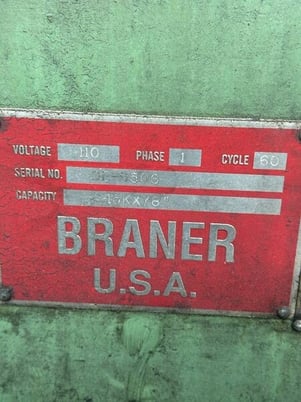 VOLTAGE 110 PHASE 1 CYCLE 60
SERIAL NO.
CAPACITY
BRANER
U.S.A.